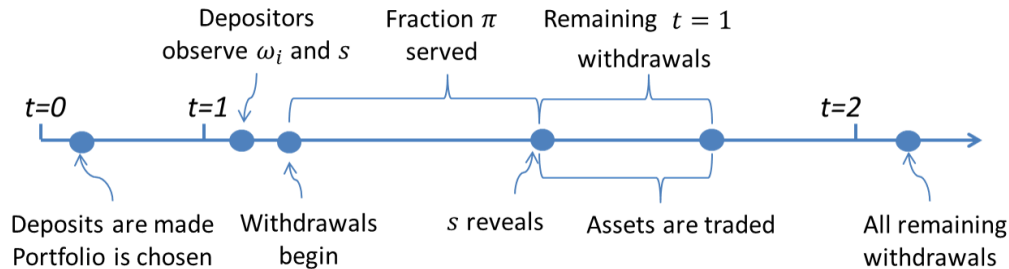 Depositors
observe ωᵢ and s
Fraction π
served
Remaining t = 1
withdrawals
t=0
t=1
t=2
Deposits are made
Portfolio is chosen
Withdrawals
begin
s reveals
Assets are traded
All remaining
withdrawals